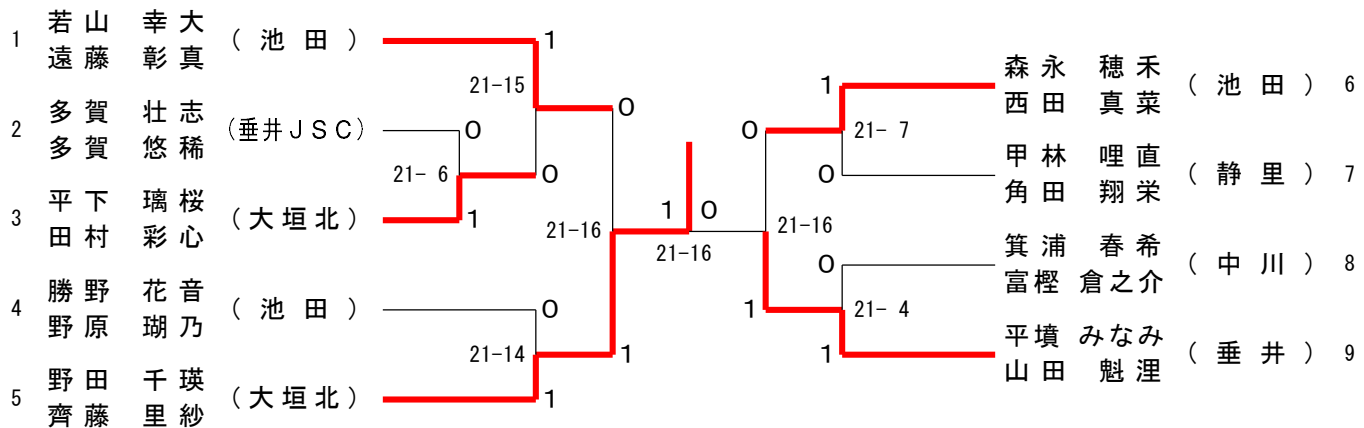 1 若山 幸大 (池田) 1
遠藤 彰真
21-15
0
2 多賀 壮志 (垂井JSC) 0
多賀 悠稀
21- 6
0
3 平下 璃桜 (大垣北) 1
田村 彩心
21-16
4 勝野 花音 (池田) 0
野原 瑚乃
21-14
1
5 野田 千瑛 (大垣北) 1
齊藤 里紗
1 0
21-16
1 森永 穂禾 (池田) 6
西田 真菜
0
21- 7
0 甲林 哩直 (静里) 7
角田 翔栄
21-16
0 箕浦 春希 (中川) 8
富樫 倉之介
1
21- 4
1 平墳 みなみ (垂井) 9
山田 魁浬